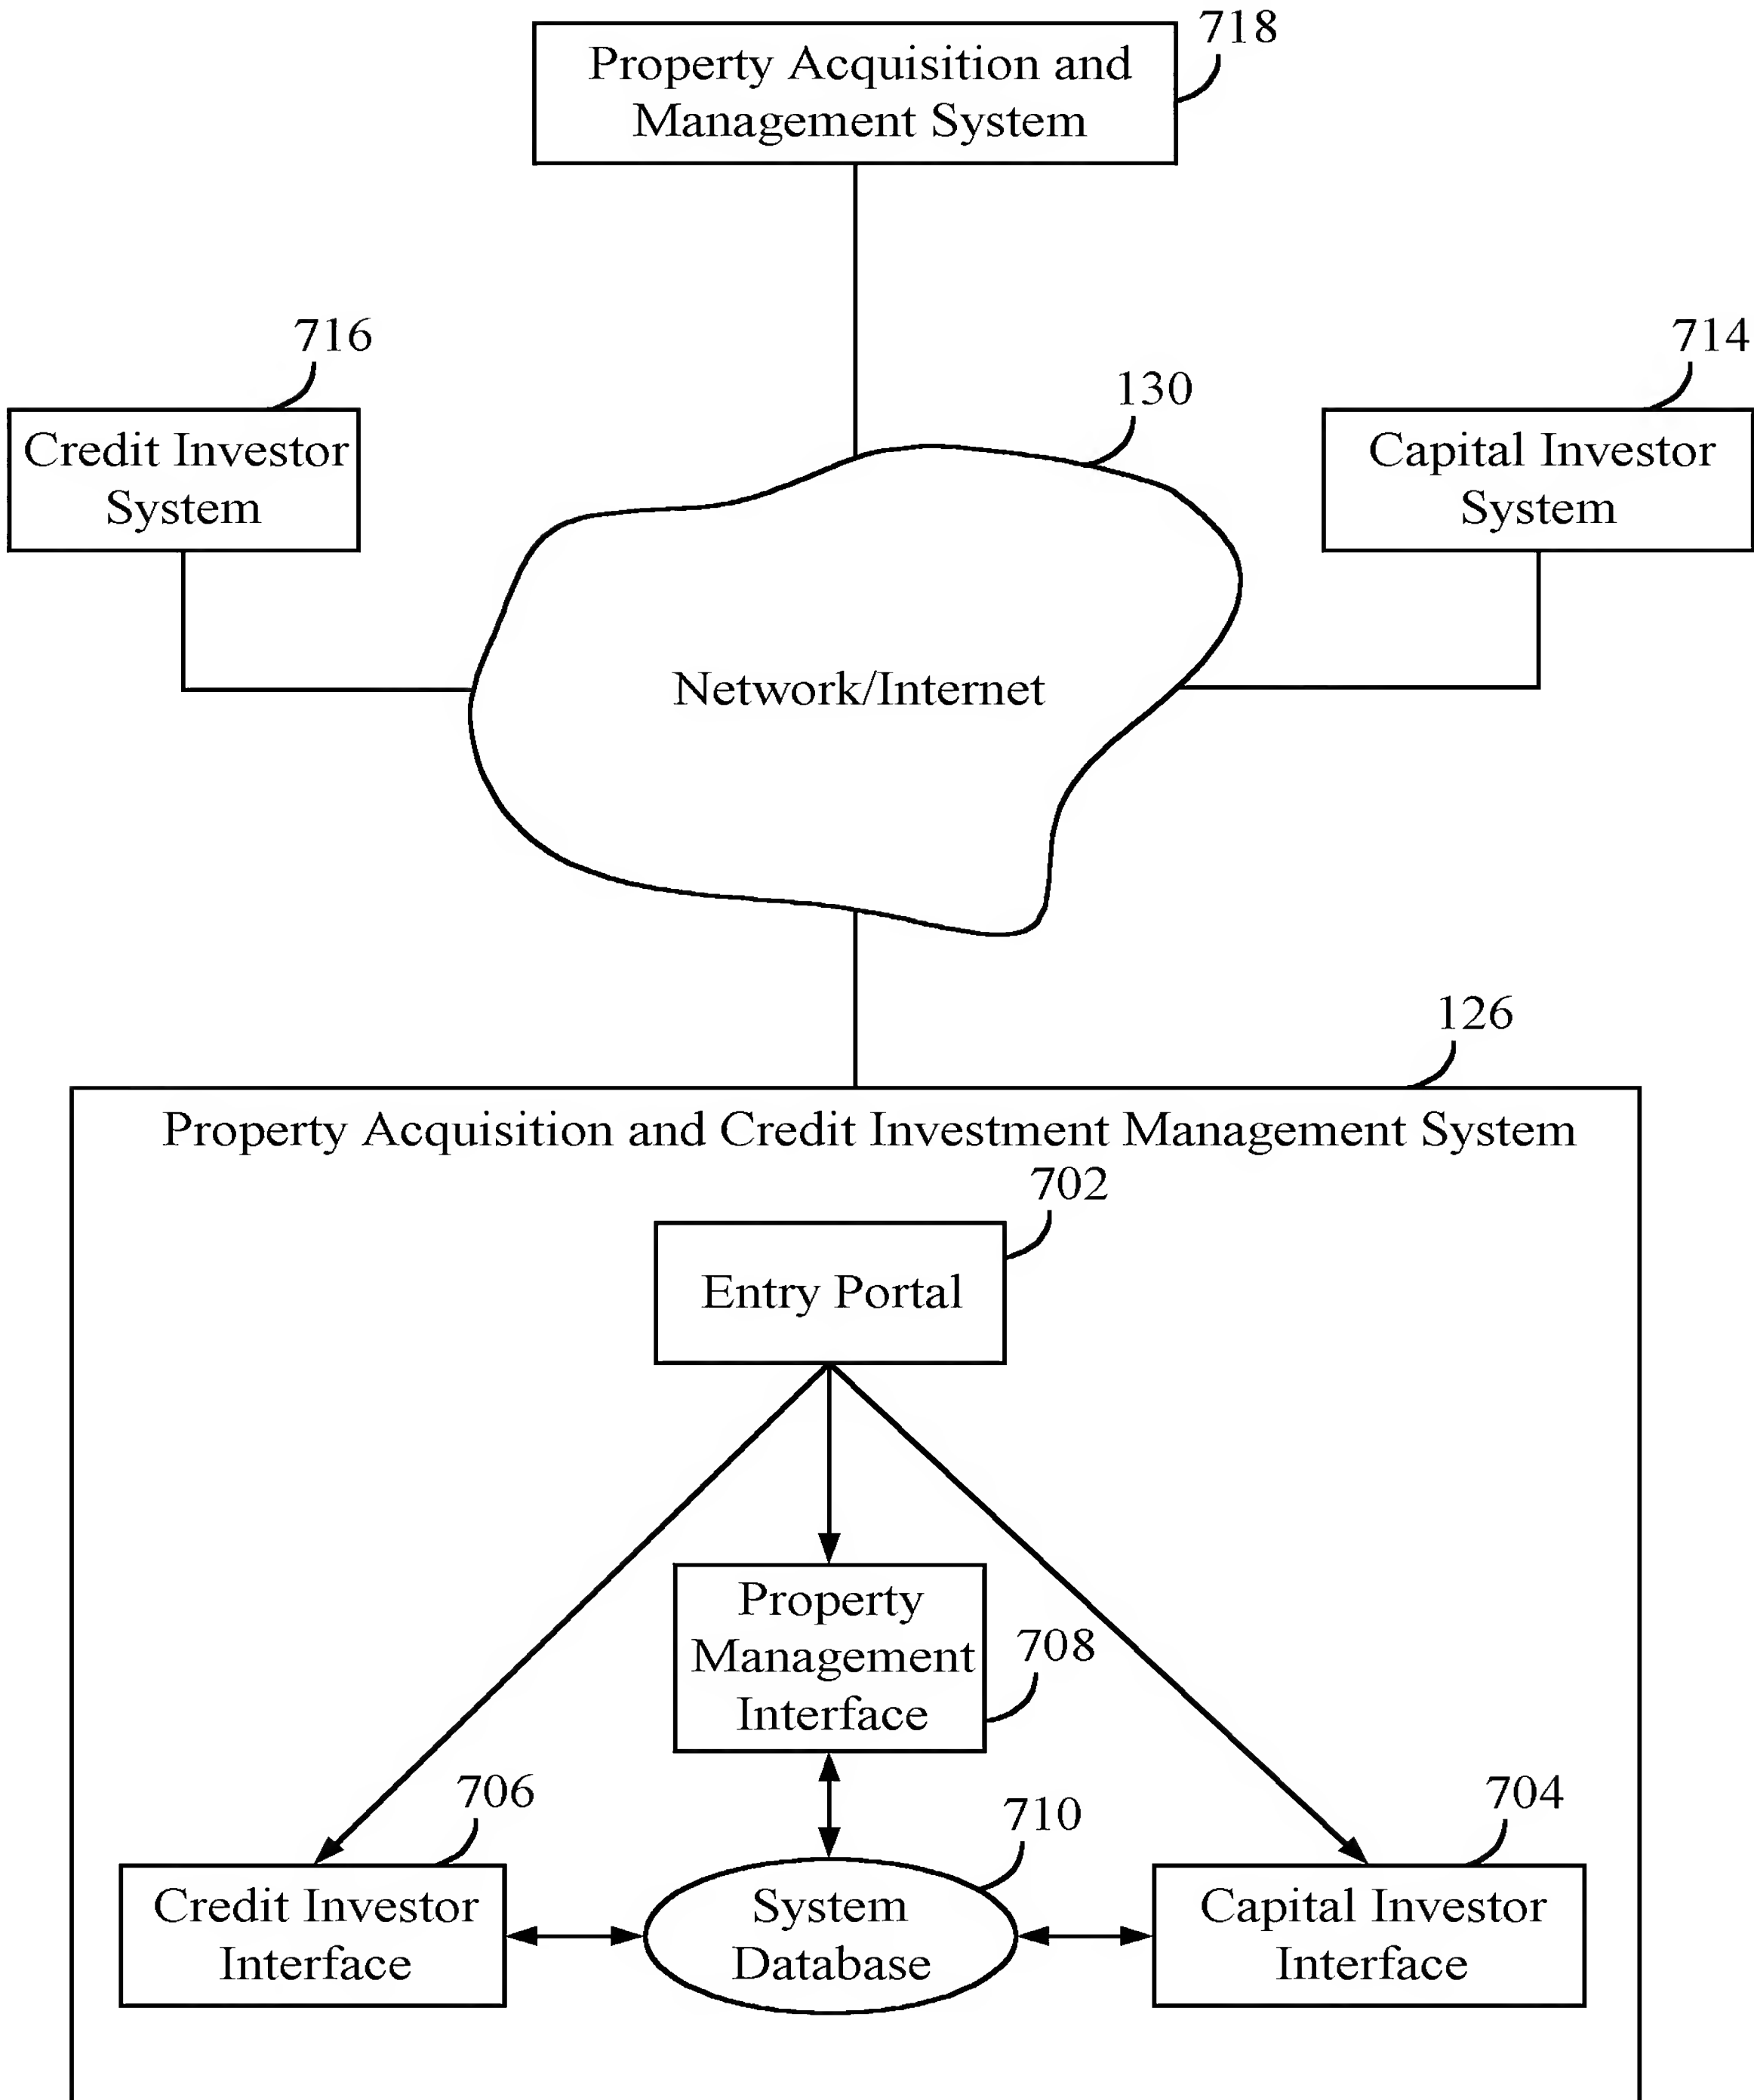 718
Property Acquisition and
Management System
716
714
130
Credit Investor
System
Capital Investor
System
Network/Internet
126
Property Acquisition and Credit Investment Management System
702
Entry Portal
Property
Management
Interface
708
706
710
704
Credit Investor
Interface
System
Database
Capital Investor
Interface